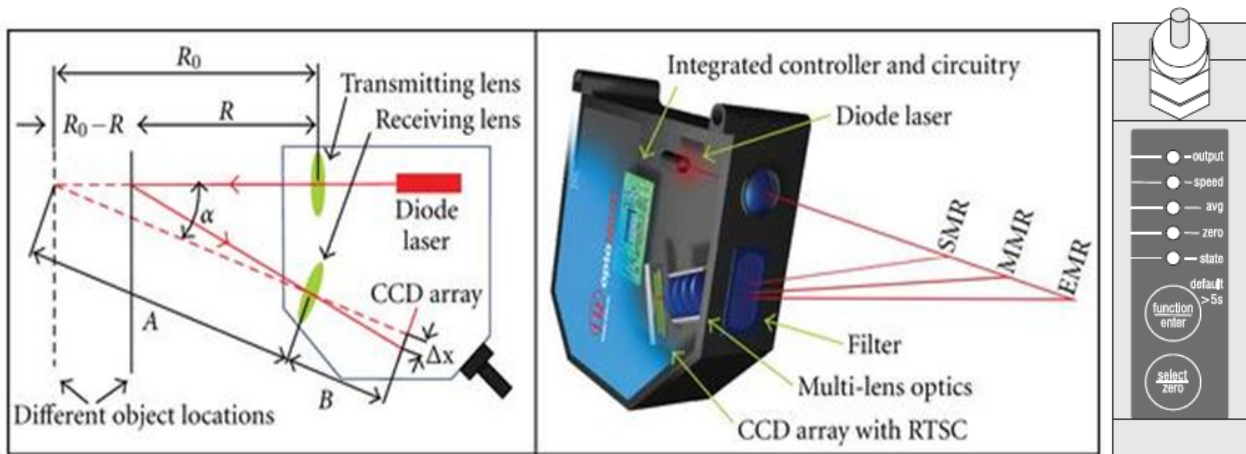 R₀
Transmitting lens
Receiving lens
R₀ – R
R
α
Diode
laser
CCD array
Δx
A
B
Different object locations
Integrated controller and circuitry
Diode laser
SMR
MMR
EMR
Filter
Multi-lens optics
CCD array with RTSC
output
speed
avg
zero
state
default
>5s
function
enter
select
zero